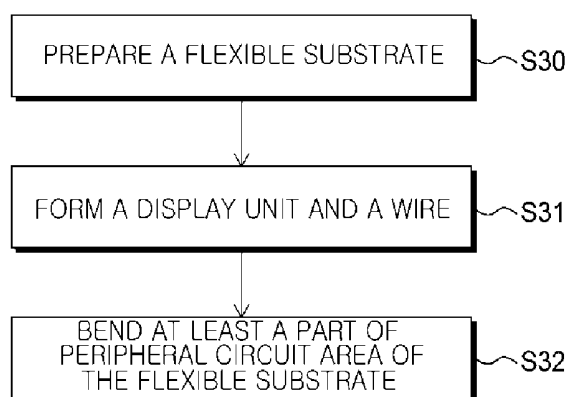 PREPARE A FLEXIBLE SUBSTRATE
S30
FORM A DISPLAY UNIT AND A WIRE
S31
BEND AT LEAST A PART OF
PERIPHERAL CIRCUIT AREA OF
THE FLEXIBLE SUBSTRATE
S32